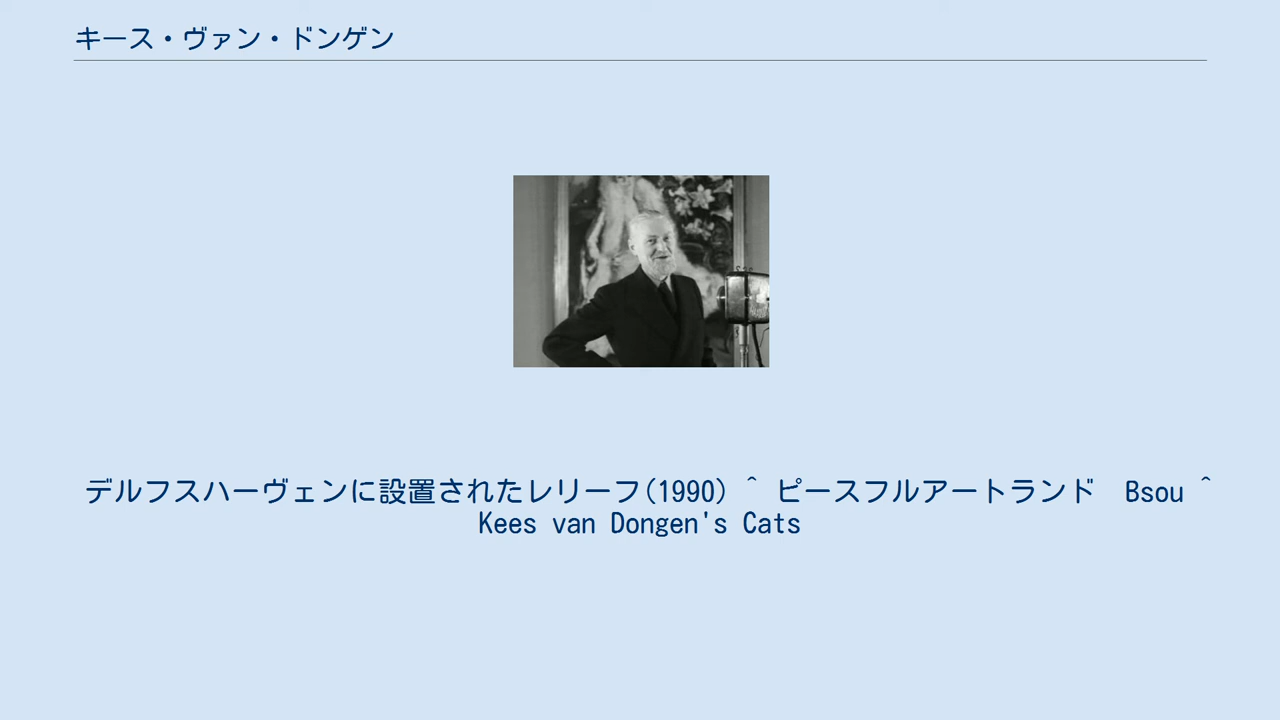 キース・ヴァン・ドンゲン
デルフスハーヴェンに設置されたレリーフ(1990) ^ ピースフルアートランド　Bsou ^
Kees van Dongen's Cats